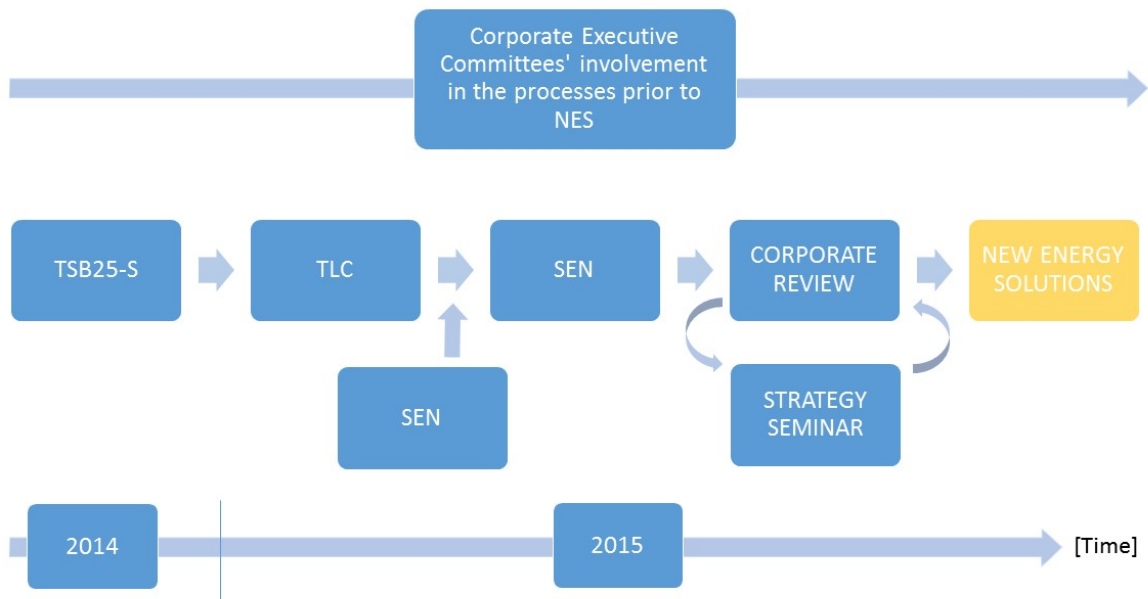 Corporate Executive
Committees' involvement
in the processes prior to
NES
TSB25-S
TLC
SEN
CORPORATE
REVIEW
NEW ENERGY
SOLUTIONS
SEN
STRATEGY
SEMINAR
2014
2015
[Time]